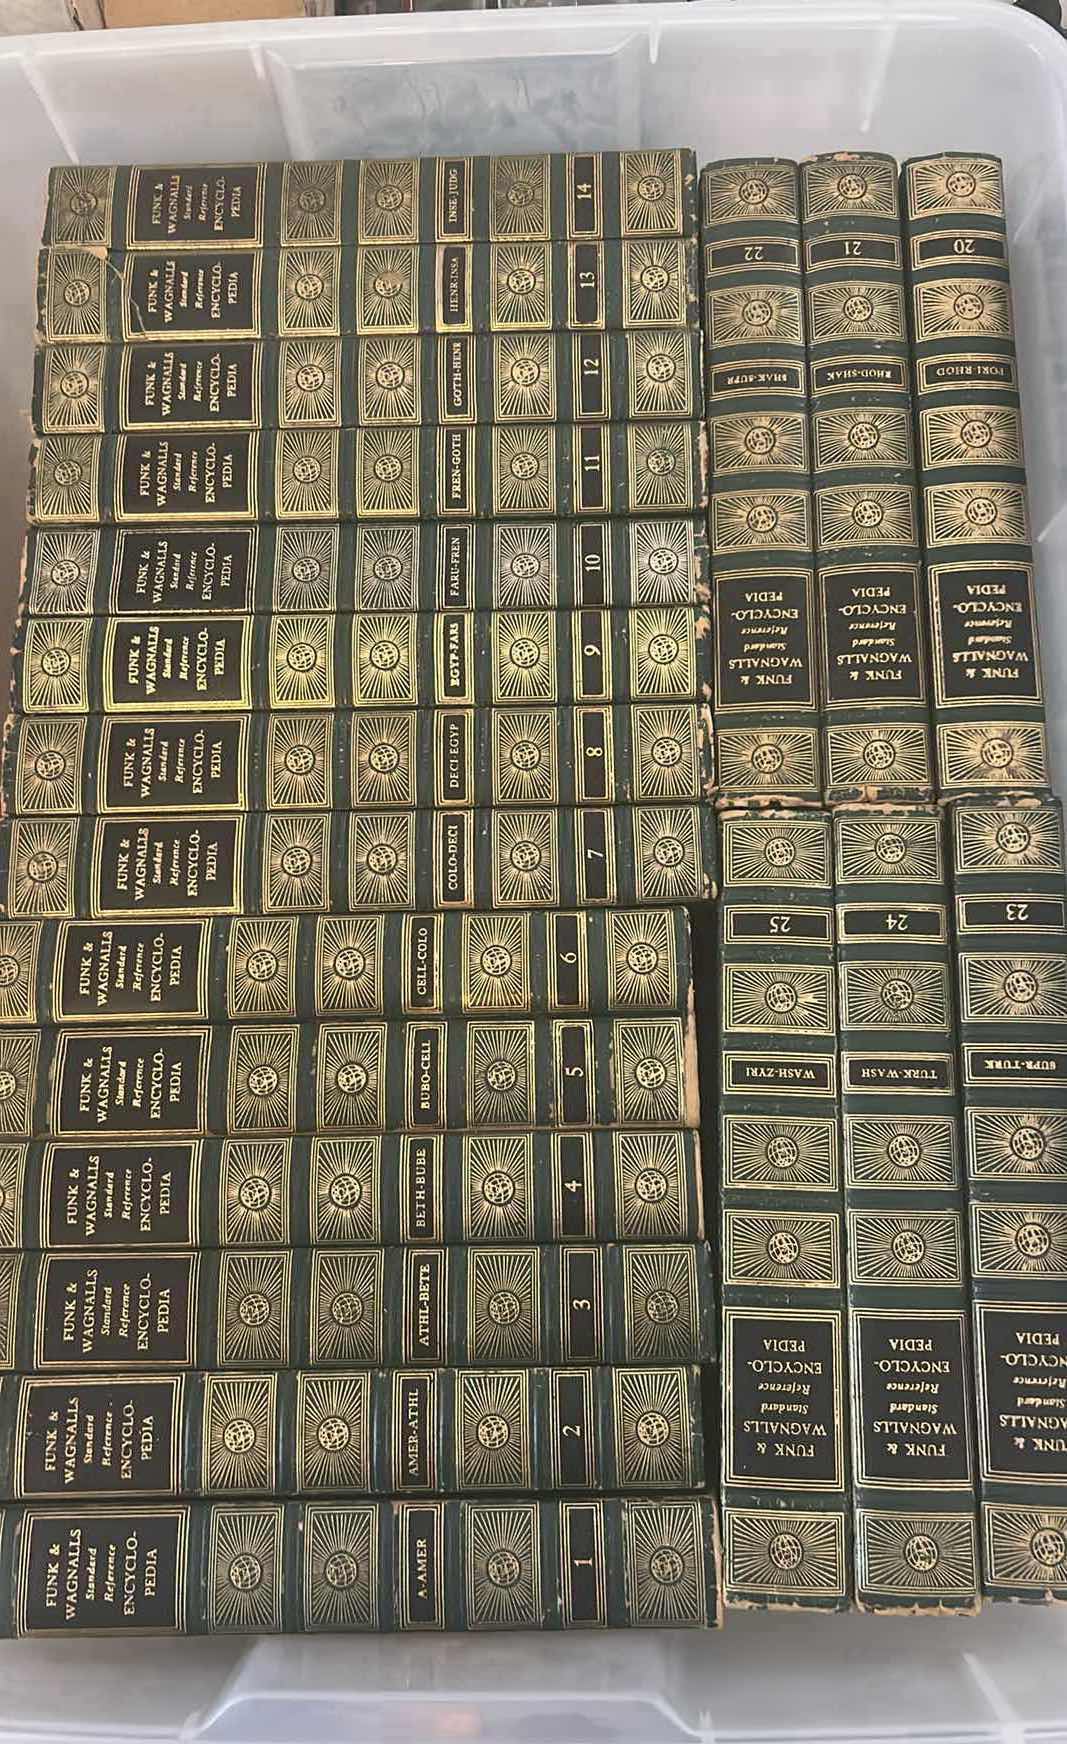 FUNK &
WAGNALLS
Standard
Reference
ENCYCLO-
PEDIA
INSE-JUDG
14
FUNK &
WAGNALLS
Standard
Reference
ENCYCLO-
PEDIA
HENR-INSA
13
FUNK &
WAGNALLS
Standard
Reference
ENCYCLO-
PEDIA
GOTH-HENR
12
FUNK &
WAGNALLS
Standard
Reference
ENCYCLO-
PEDIA
FREN-GOTH
11
FUNK &
WAGNALLS
Standard
Reference
ENCYCLO-
PEDIA
FARU-FREN
10
FUNK &
WAGNALLS
Standard
Reference
ENCYCLO-
PEDIA
EGYP-FARS
9
FUNK &
WAGNALLS
Standard
Reference
ENCYCLO-
PEDIA
DECI-EGYP
8
FUNK &
WAGNALLS
Standard
Reference
ENCYCLO-
PEDIA
COLO-DECI
7
FUNK &
WAGNALLS
Standard
Reference
ENCYCLO-
PEDIA
CELL-COLO
6
FUNK &
WAGNALLS
Standard
Reference
ENCYCLO-
PEDIA
BUBO-CELL
5
FUNK &
WAGNALLS
Standard
Reference
ENCYCLO-
PEDIA
BETH-BUBE
4
FUNK &
WAGNALLS
Standard
Reference
ENCYCLO-
PEDIA
ATHL-BETE
3
FUNK &
WAGNALLS
Standard
Reference
ENCYCLO-
PEDIA
AMER-ATHL
2
FUNK &
WAGNALLS
Standard
Reference
ENCYCLO-
PEDIA
A-AMER
1
FUNK &
WAGNALLS
Standard
Reference
ENCYCLO-
PEDIA
SHAK-SUPR
22
FUNK &
WAGNALLS
Standard
Reference
ENCYCLO-
PEDIA
RHOD-SHAK
21
FUNK &
WAGNALLS
Standard
Reference
ENCYCLO-
PEDIA
PORI-RHOD
20
FUNK &
WAGNALLS
Standard
Reference
ENCYCLO-
PEDIA
WASH-ZYRI
25
FUNK &
WAGNALLS
Standard
Reference
ENCYCLO-
PEDIA
TURK-WASH
24
FUNK &
WAGNALLS
Standard
Reference
ENCYCLO-
PEDIA
SUPR-TURK
23